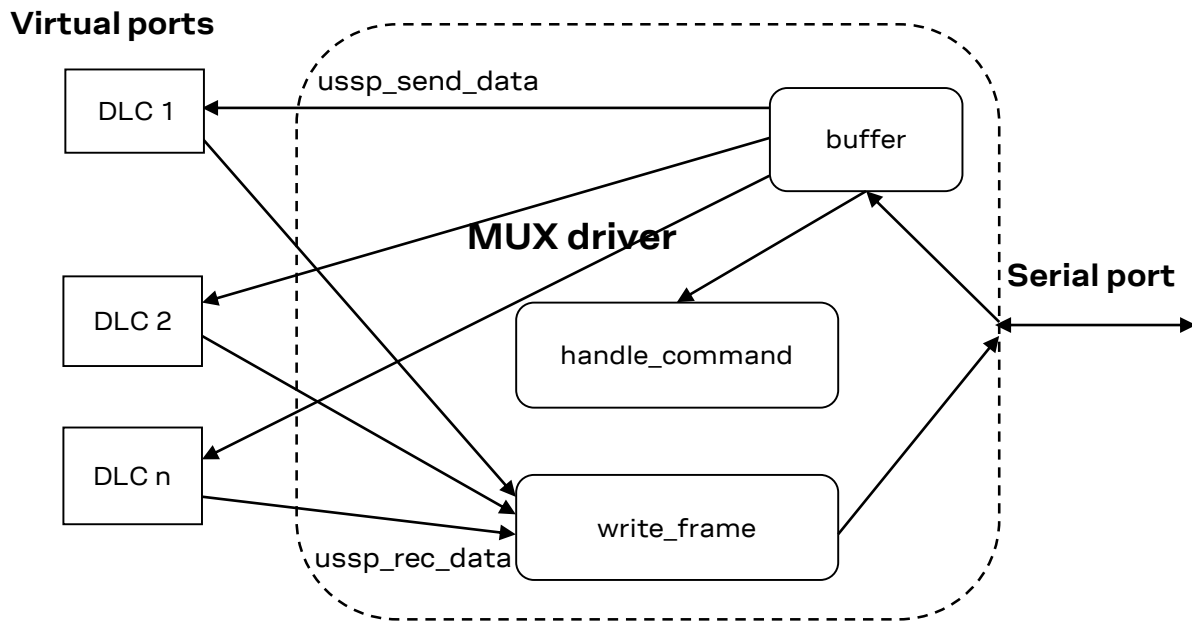 Virtual ports
ussp_send_data
DLC 1
buffer
MUX driver
Serial port
DLC 2
handle_command
DLC n
write_frame
ussp_rec_data